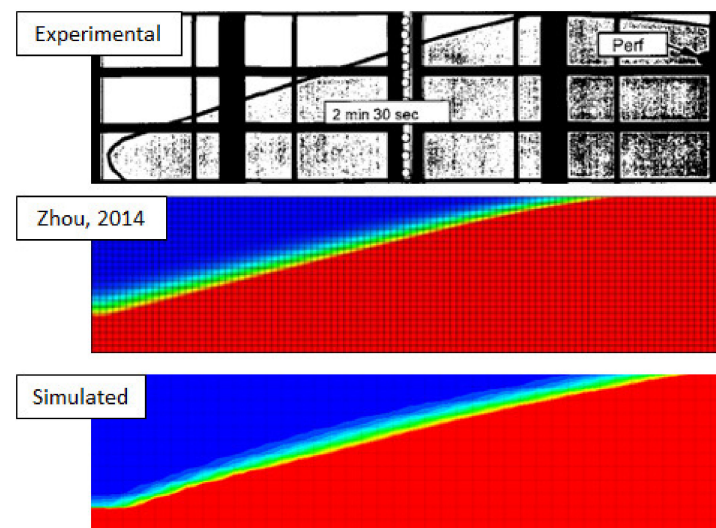 Experimental
Perf
2 min 30 sec
Zhou, 2014
Simulated